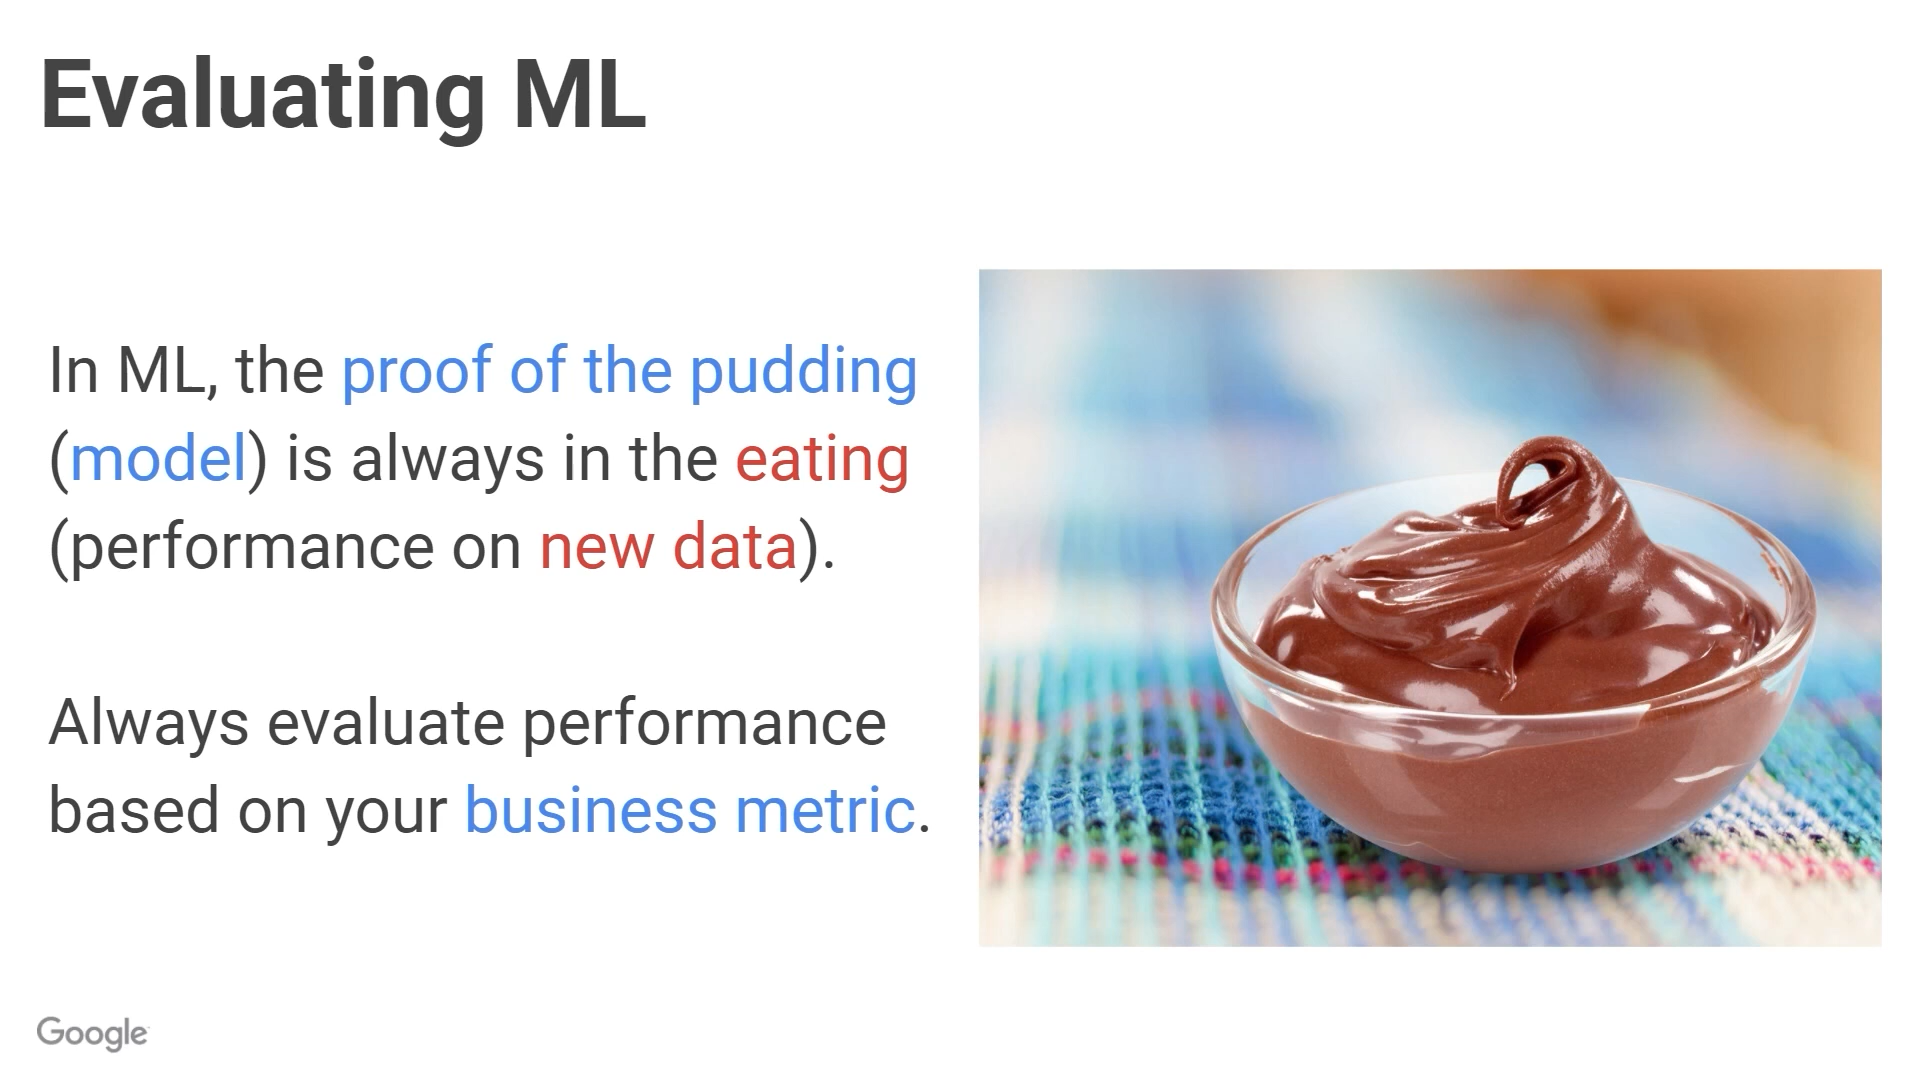 Evaluating ML
In ML, the proof of the pudding
(model) is always in the eating
(performance on new data).
Always evaluate performance
based on your business metric.
Google